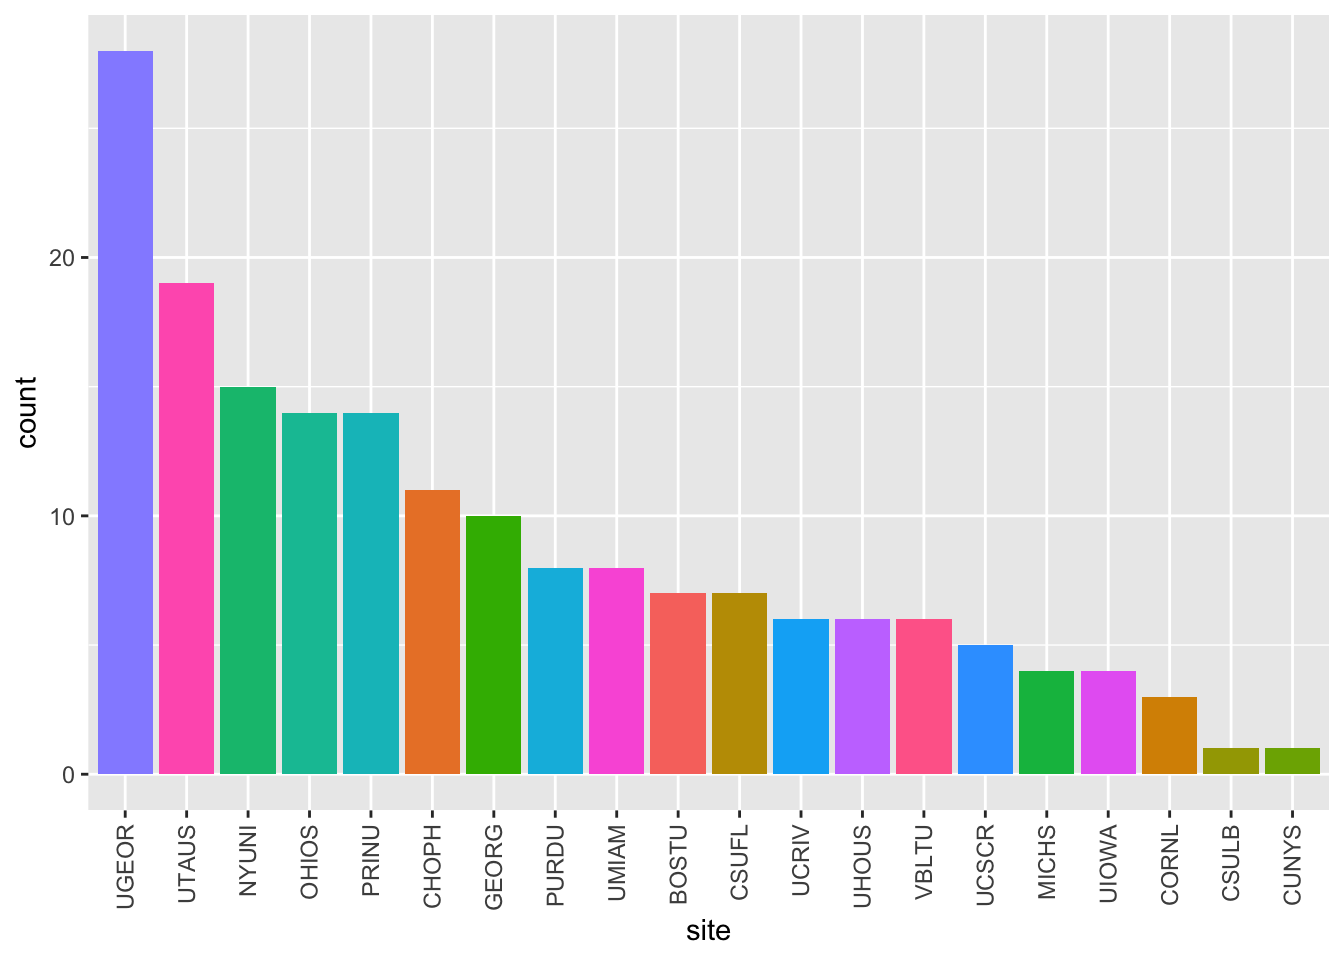 count
20
10
0
UGEOR
UTAUS
NYUNI
OHIOS
PRINU
CHOPH
GEORG
PURDU
UMIAM
BOSTU
CSUFL
UCRIV
UHOUS
VBLTU
UCSCR
MICHS
UIOWA
CORNL
CSULB
CUNYS
site